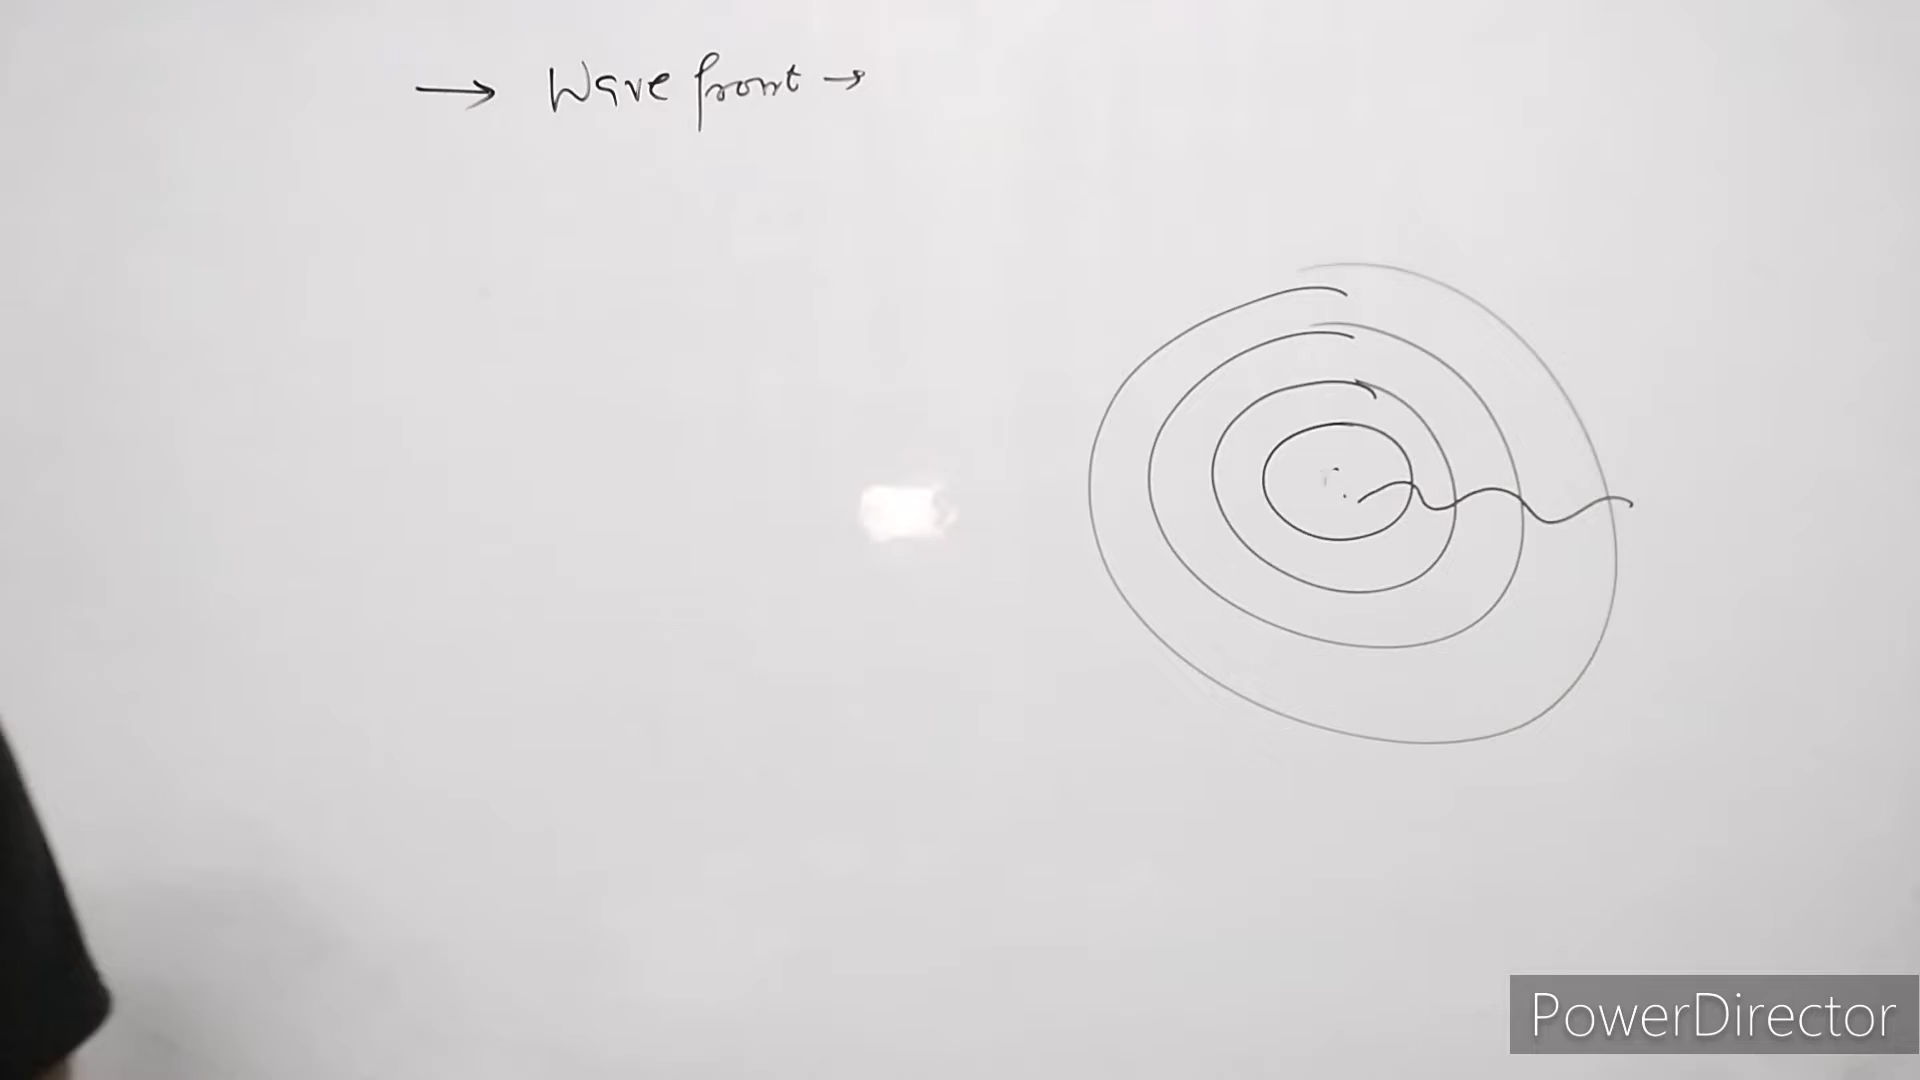 → Wave front →
PowerDirector